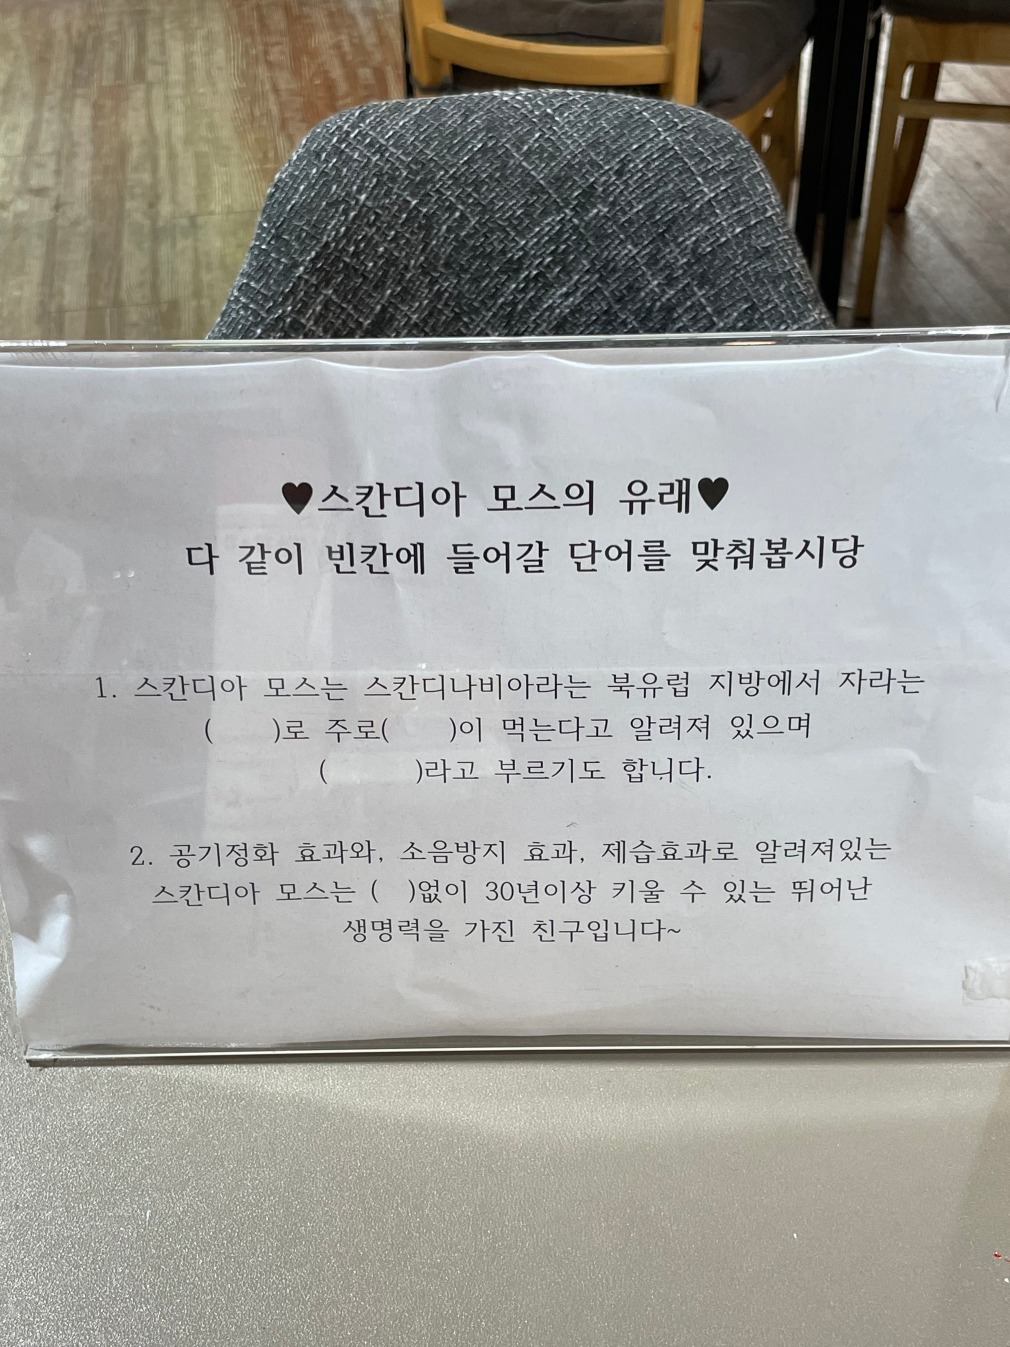 ♥스칸디아 모스의 유래♥
다 같이 빈칸에 들어갈 단어를 맞춰봅시당
1. 스칸디아 모스는 스칸디나비아라는 북유럽 지방에서 자라는
( )로 주로( )이 먹는다고 알려져 있으며
( )라고 부르기도 합니다.
2. 공기정화 효과와, 소음방지 효과, 제습효과로 알려져있는
스칸디아 모스는 ( )없이 30년이상 키울 수 있는 뛰어난
생명력을 가진 친구입니다~